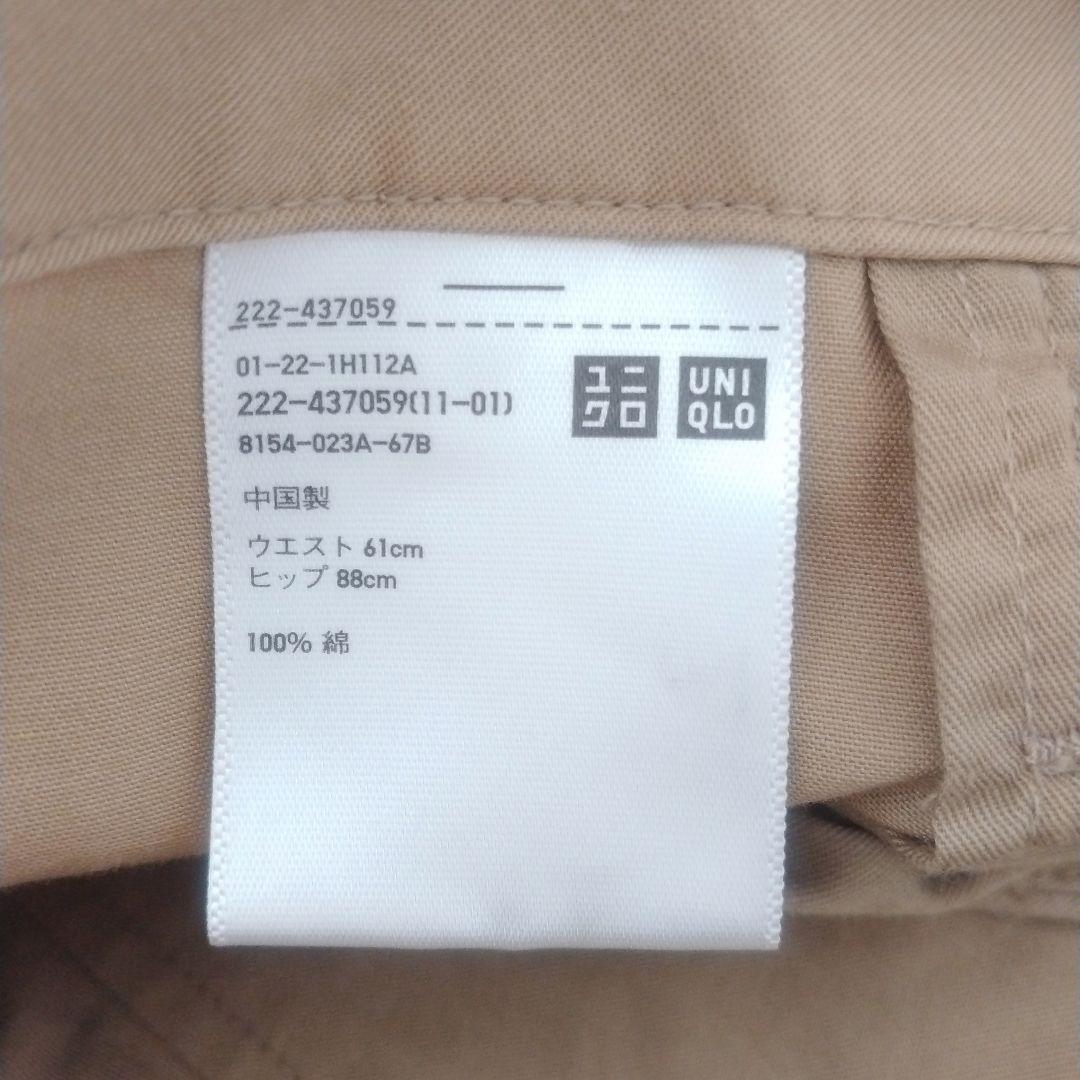 222-437059
01-22-1H112A
222-437059(11-01)
8154-023A-67B
ユニ
クロ
UNI
QLO
中国製
ウエスト 61cm
ヒップ 88cm
100% 綿